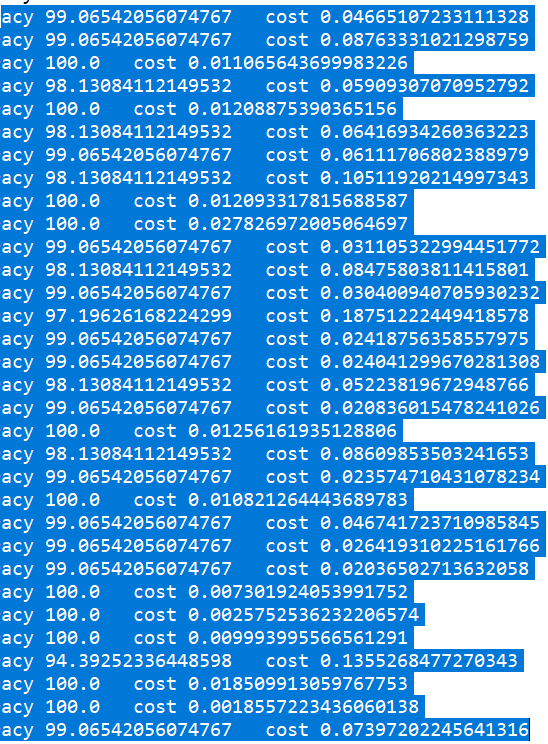 acy 99.06542056074767 cost 0.04665107233111328
acy 99.06542056074767 cost 0.08763331021298759
acy 100.0 cost 0.011065643699983226
acy 98.13084112149532 cost 0.05909307070952792
acy 100.0 cost 0.01208875390365156
acy 98.13084112149532 cost 0.06416934260363223
acy 99.06542056074767 cost 0.06111706802388979
acy 98.13084112149532 cost 0.10511920214997343
acy 100.0 cost 0.012093317815688587
acy 100.0 cost 0.027826972005064697
acy 99.06542056074767 cost 0.031105322994451772
acy 98.13084112149532 cost 0.08475803811415801
acy 99.06542056074767 cost 0.030400940705930232
acy 97.19626168224299 cost 0.18751222449418578
acy 99.06542056074767 cost 0.02418756358557975
acy 99.06542056074767 cost 0.024041299670281308
acy 98.13084112149532 cost 0.05223819672948766
acy 99.06542056074767 cost 0.020836015478241026
acy 100.0 cost 0.01256161935128806
acy 98.13084112149532 cost 0.08609853503241653
acy 99.06542056074767 cost 0.023574710431078234
acy 100.0 cost 0.010821264443689783
acy 99.06542056074767 cost 0.046741723710985845
acy 99.06542056074767 cost 0.026419310225161766
acy 99.06542056074767 cost 0.02036502713632058
acy 100.0 cost 0.007301924053991752
acy 100.0 cost 0.0025752536232206574
acy 100.0 cost 0.009993995566561291
acy 94.39252336448598 cost 0.1355268477270343
acy 100.0 cost 0.018509913059767753
acy 100.0 cost 0.0018557223436060138
acy 99.06542056074767 cost 0.07397202245641316